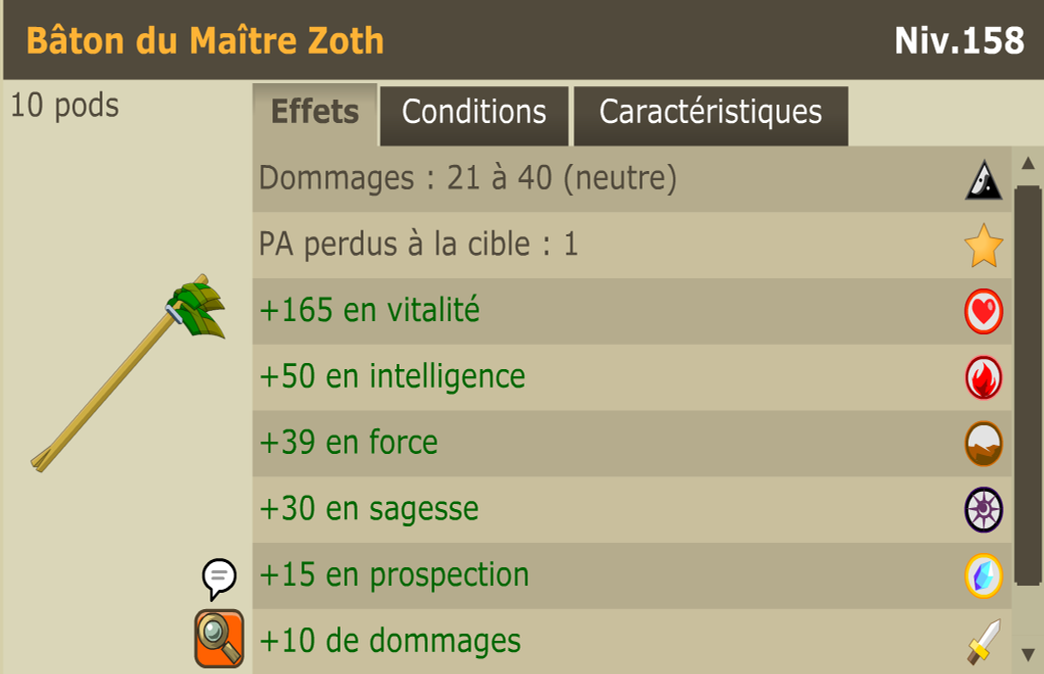 Bâton du Maître Zoth
Niv.158
10 pods
Effets
Conditions
Caractéristiques
Dommages : 21 à 40 (neutre)
PA perdus à la cible : 1
+165 en vitalité
+50 en intelligence
+39 en force
+30 en sagesse
+15 en prospection
+10 de dommages